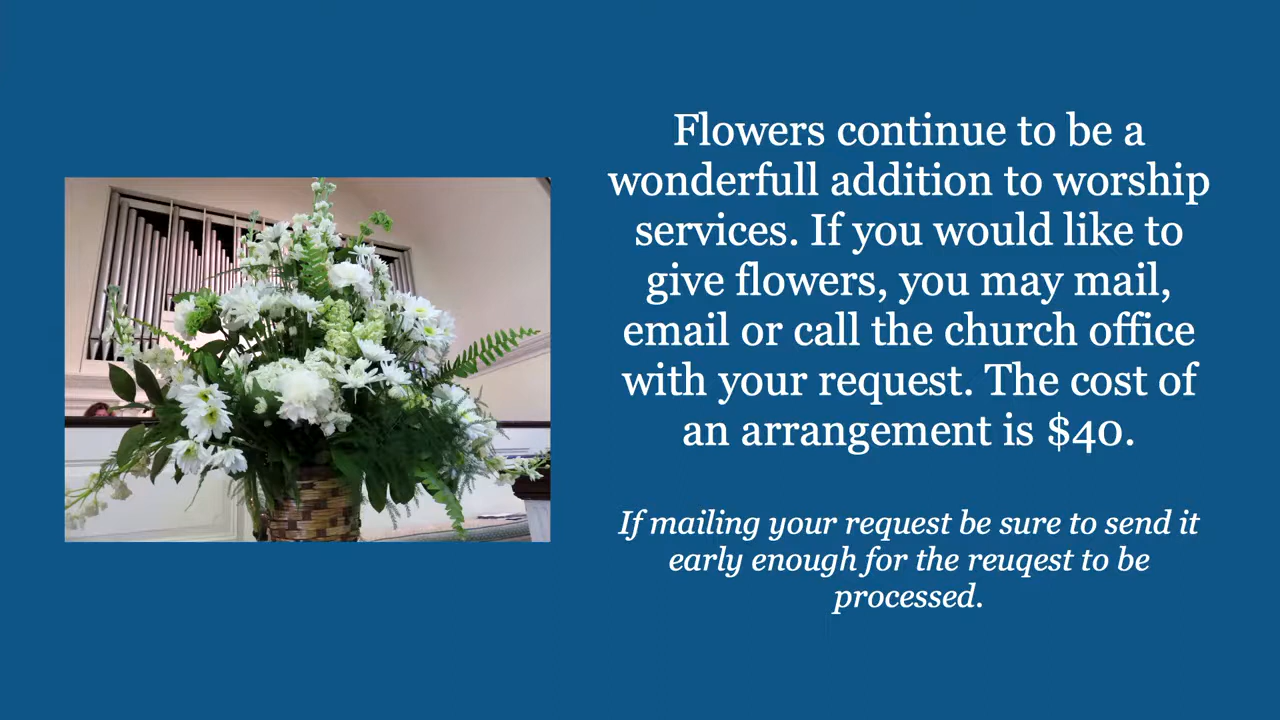 Flowers continue to be a
wonderfull addition to worship
services. If you would like to
give flowers, you may mail,
email or call the church office
with your request. The cost of
an arrangement is $40.
If mailing your request be sure to send it
early enough for the reuqest to be
processed.